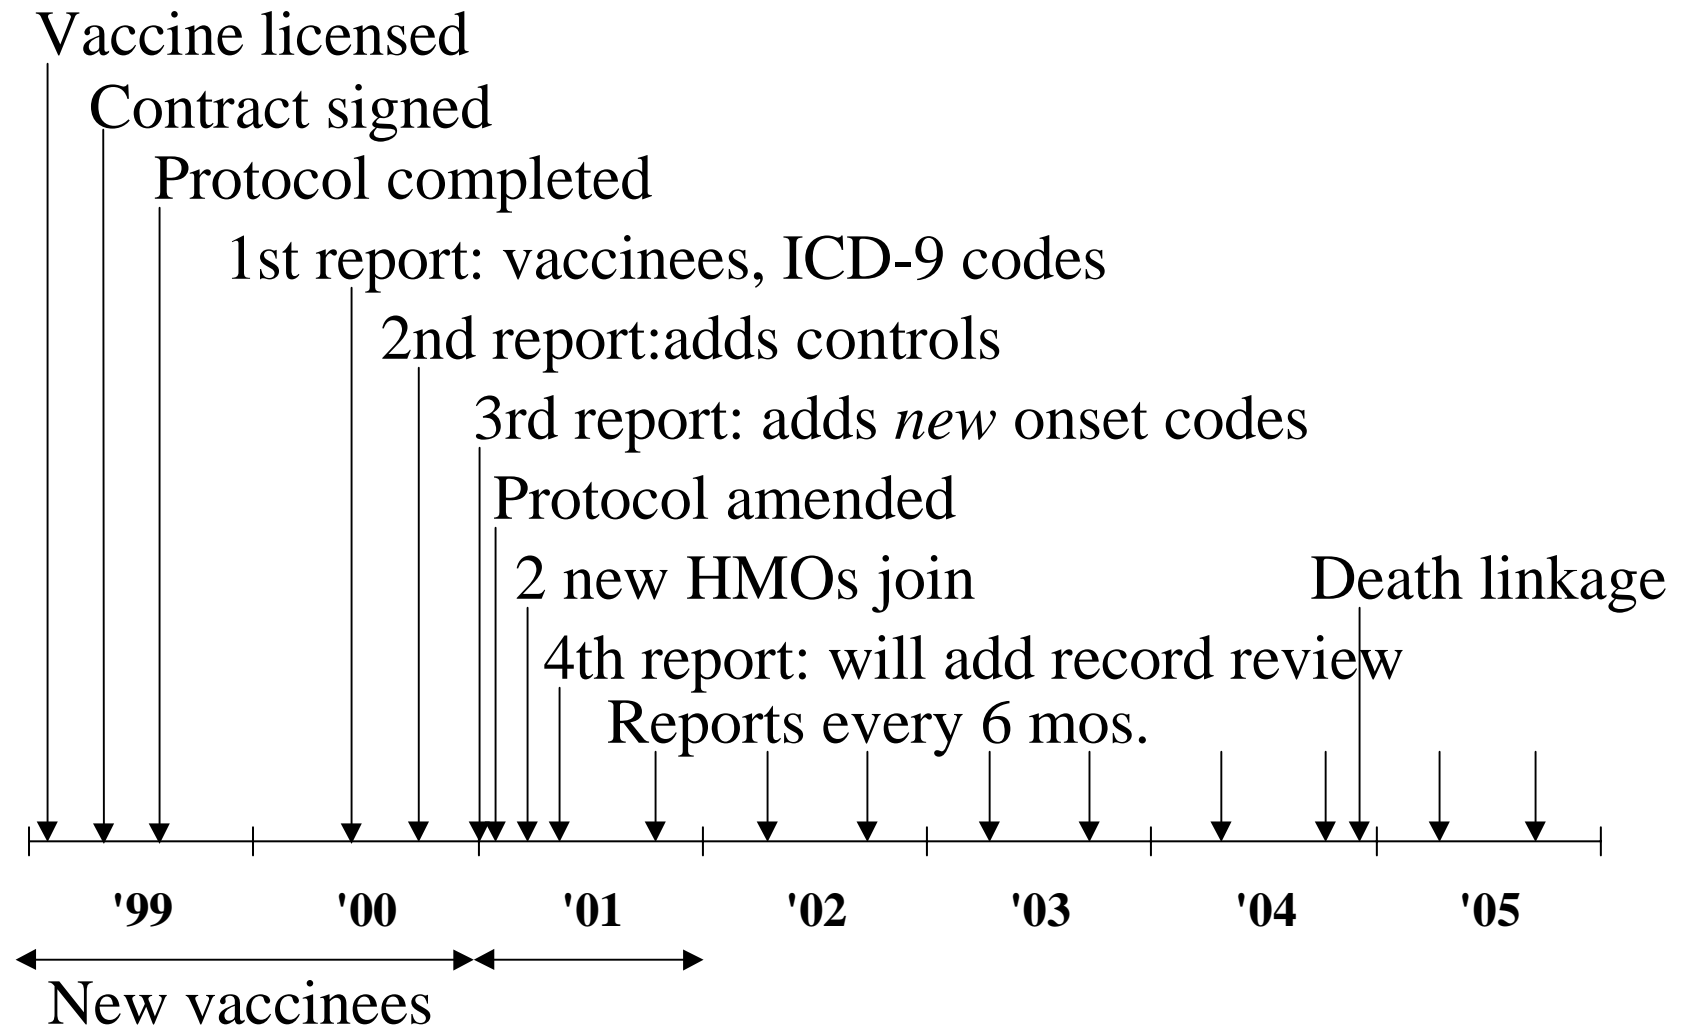 Vaccine licensed
Contract signed
Protocol completed
1st report: vaccinees, ICD-9 codes
2nd report:adds controls
3rd report: adds new onset codes
Protocol amended
2 new HMOs join
Death linkage
4th report: will add record review
Reports every 6 mos.
'99 '00 '01 '02 '03 '04 '05
New vaccinees